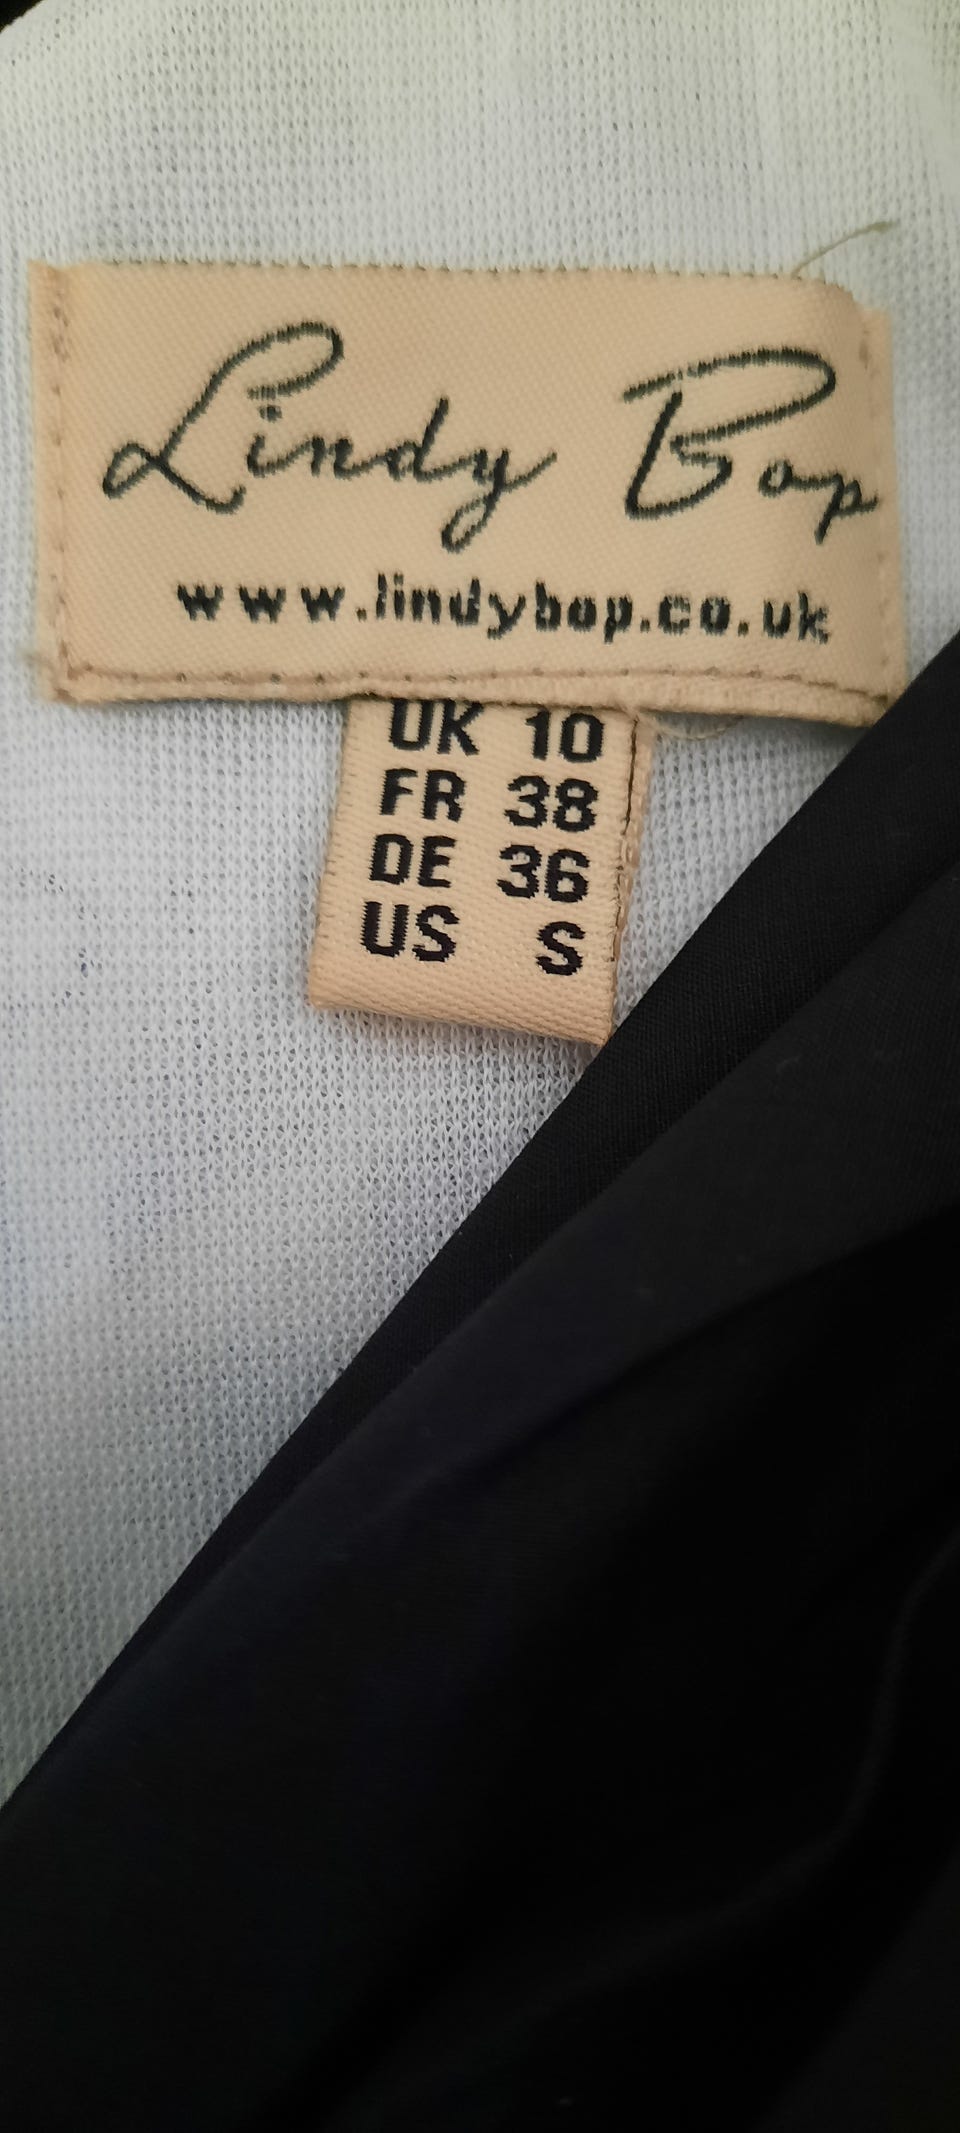 Lindy Bop
www.lindybop.co.uk
UK 10
FR 38
DE 36
US S